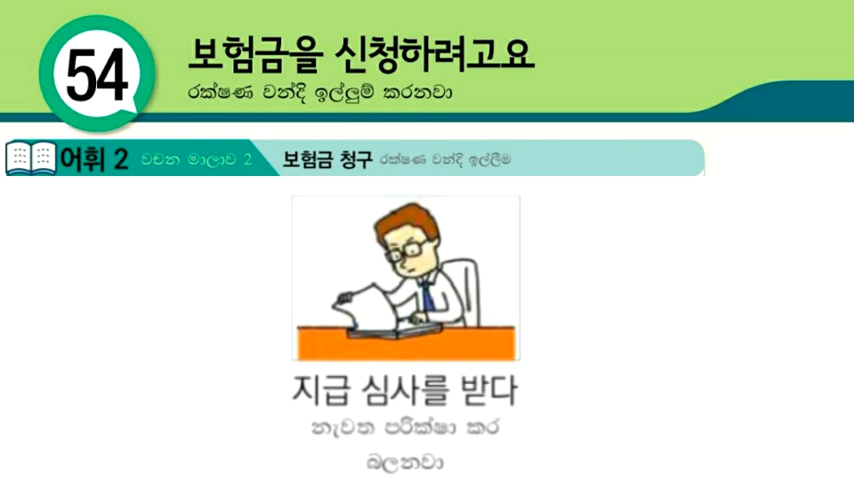 54
보험금을 신청하려고요
රක්ෂණ වන්දි ඉල්ලුම් කරනවා
어휘 2 වචන මාලාව 2 보험금 청구 රක්ෂණ වන්දි ඉල්ලීම
지급 심사를 받다
නැවත පරික්ෂා කර
බලනවා